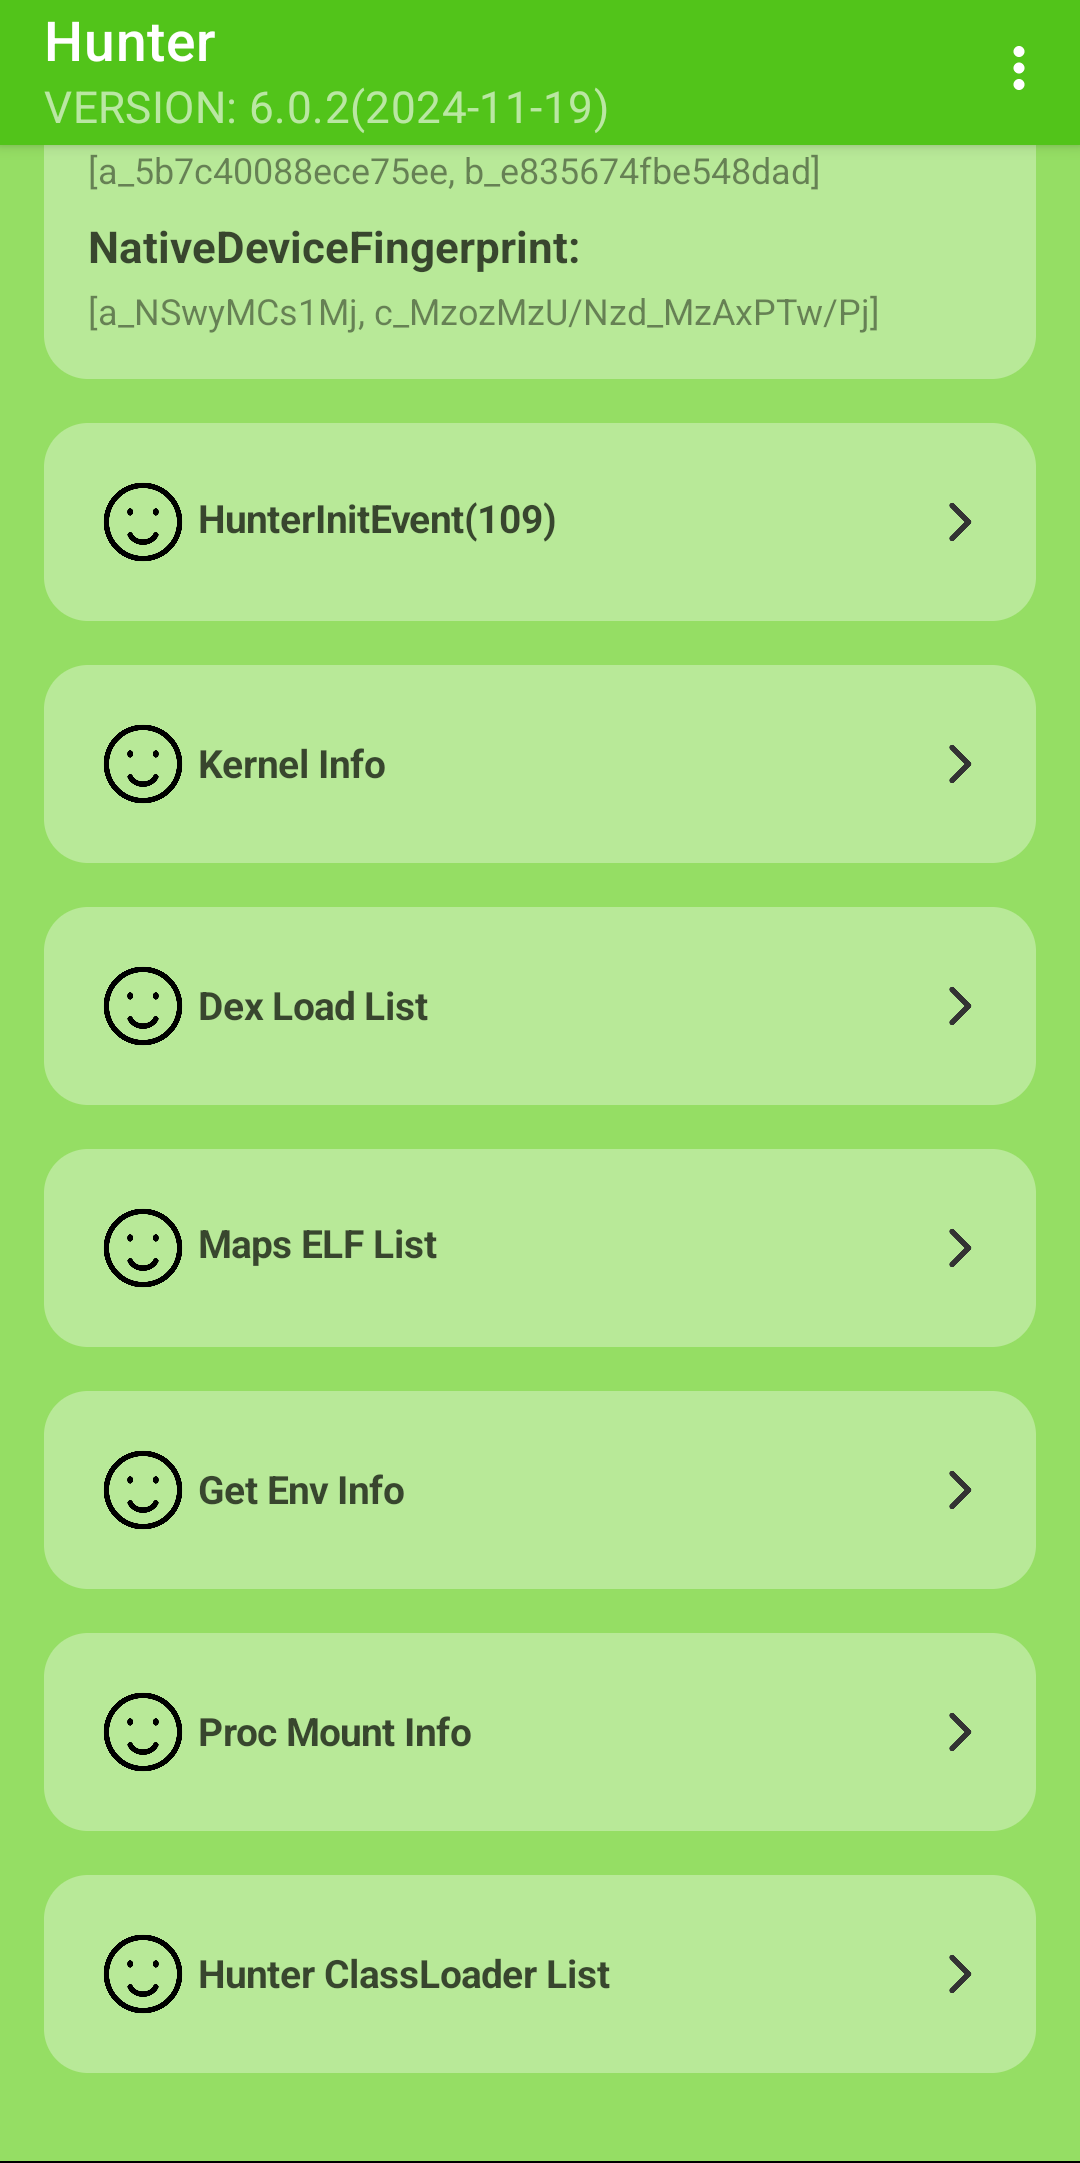 Hunter
VERSION: 6.0.2(2024-11-19)
[a_5b7c40088ece75ee, b_e835674fbe548dad]
NativeDeviceFingerprint:
[a_NSwyMCs1Mj, c_MzozMzU/Nzd_MzAxPTw/Pj]
HunterInitEvent(109)
Kernel Info
Dex Load List
Maps ELF List
Get Env Info
Proc Mount Info
Hunter ClassLoader List